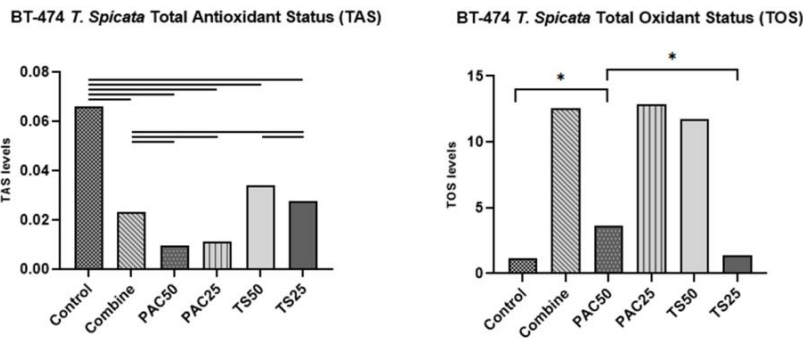 BT-474 T. Spicata Total Antioxidant Status (TAS)
TAS levels
0.08
0.06
0.04
0.02
0.00
Control
Combine
PAC50
PAC25
TS50
TS25
BT-474 T. Spicata Total Oxidant Status (TOS)
TOS levels
15
10
5
0
*
*
Control
Combine
PAC50
PAC25
TS50
TS25